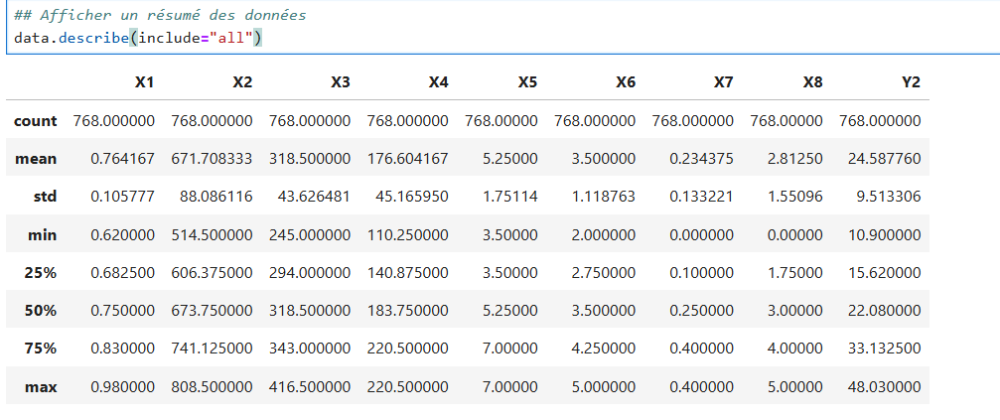 ## Afficher un résumé des données
data.describe(include="all")
X1 X2 X3 X4 X5 X6 X7 X8 Y2
count 768.000000 768.000000 768.000000 768.000000 768.00000 768.000000 768.000000 768.00000 768.000000
mean 0.764167 671.708333 318.500000 176.604167 5.25000 3.500000 0.234375 2.81250 24.587760
std 0.105777 88.086116 43.626481 45.165950 1.75114 1.118763 0.133221 1.55096 9.513306
min 0.620000 514.500000 245.000000 110.250000 3.50000 2.000000 0.000000 0.00000 10.900000
25% 0.682500 606.375000 294.000000 140.875000 3.50000 2.750000 0.100000 1.75000 15.620000
50% 0.750000 673.750000 318.500000 183.750000 5.25000 3.500000 0.250000 3.00000 22.080000
75% 0.830000 741.125000 343.000000 220.500000 7.00000 4.250000 0.400000 4.00000 33.132500
max 0.980000 808.500000 416.500000 220.500000 7.00000 5.000000 0.400000 5.00000 48.030000